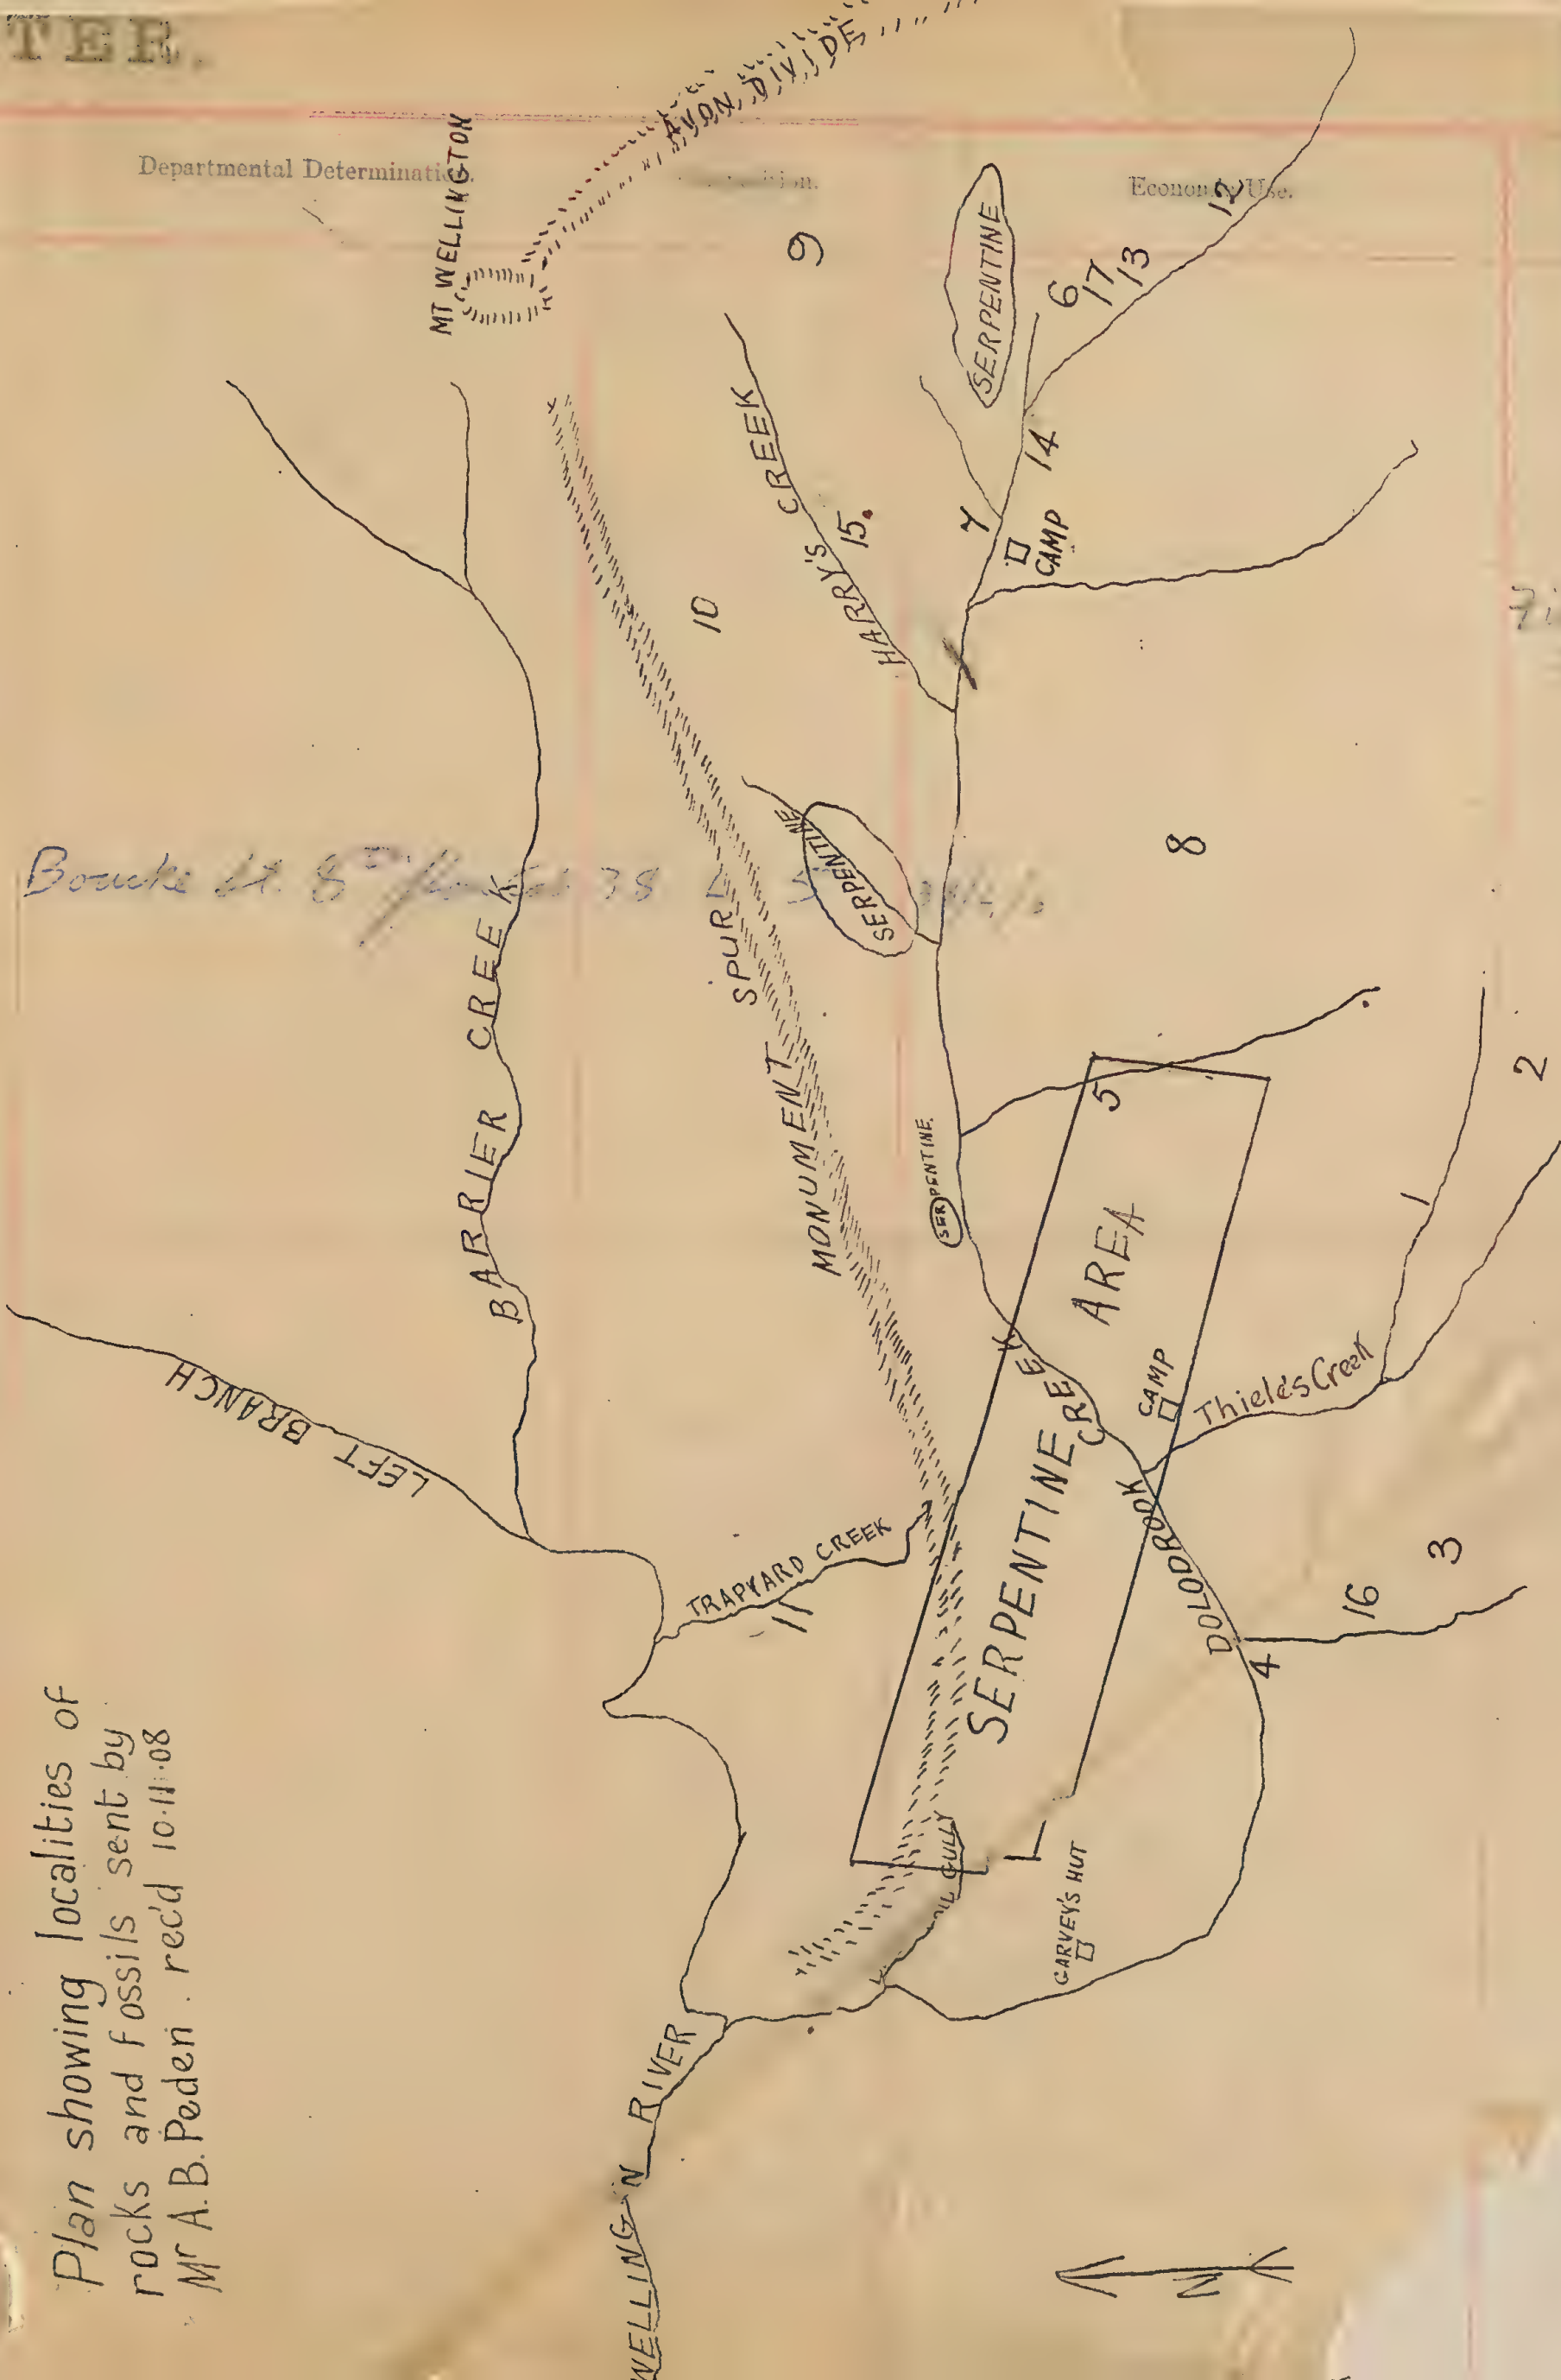 Plan showing localities of
rocks and fossils sent by
Mr A. B. Peden. rec'd 10.11.08
TER.
Departmental Determination.
Economic Use.
MT WELLINGTON
AVON DIVIDE
BARRIER CREEK
LEFT BRANCH
TRAPYARD CREEK
11
MONUMENT SPUR
10
9
HARRY'S CREEK
15.
SERPENTINE
12
6
17
13
14
7
CAMP
SERPENTINE
8
SERPENTINE.
5
2
1
SERPENTINE AREA
DOLODROOK CREEK
CAMP
Thiele's Creek
3
16
4
GULLY
GARVEY'S HUT
WELLINGN RIVER
N